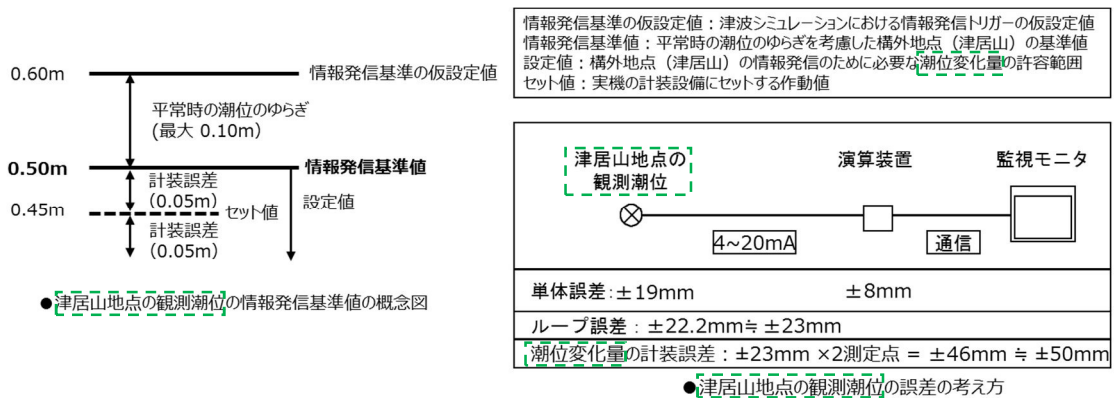 0.60m
情報発信基準の仮設定値
平常時の潮位のゆらぎ
(最大 0.10m)
0.50m
情報発信基準値
計装誤差
(0.05m)
設定値
0.45m
セット値
計装誤差
(0.05m)
●津居山地点の観測潮位の情報発信基準値の概念図
情報発信基準の仮設定値：津波シミュレーションにおける情報発信トリガーの仮設定値
情報発信基準値：平常時の潮位のゆらぎを考慮した構外地点（津居山）の基準値
設定値：構外地点（津居山）の情報発信のために必要な潮位変化量の許容範囲
セット値：実機の計装設備にセットする作動値
津居山地点の
観測潮位
演算装置
監視モニタ
4~20mA
通信
単体誤差:±19mm ±8mm
ループ誤差：±22.2mm≒ ±23mm
潮位変化量の計装誤差：±23mm ×2測定点 = ±46mm ≒ ±50mm
●津居山地点の観測潮位の誤差の考え方